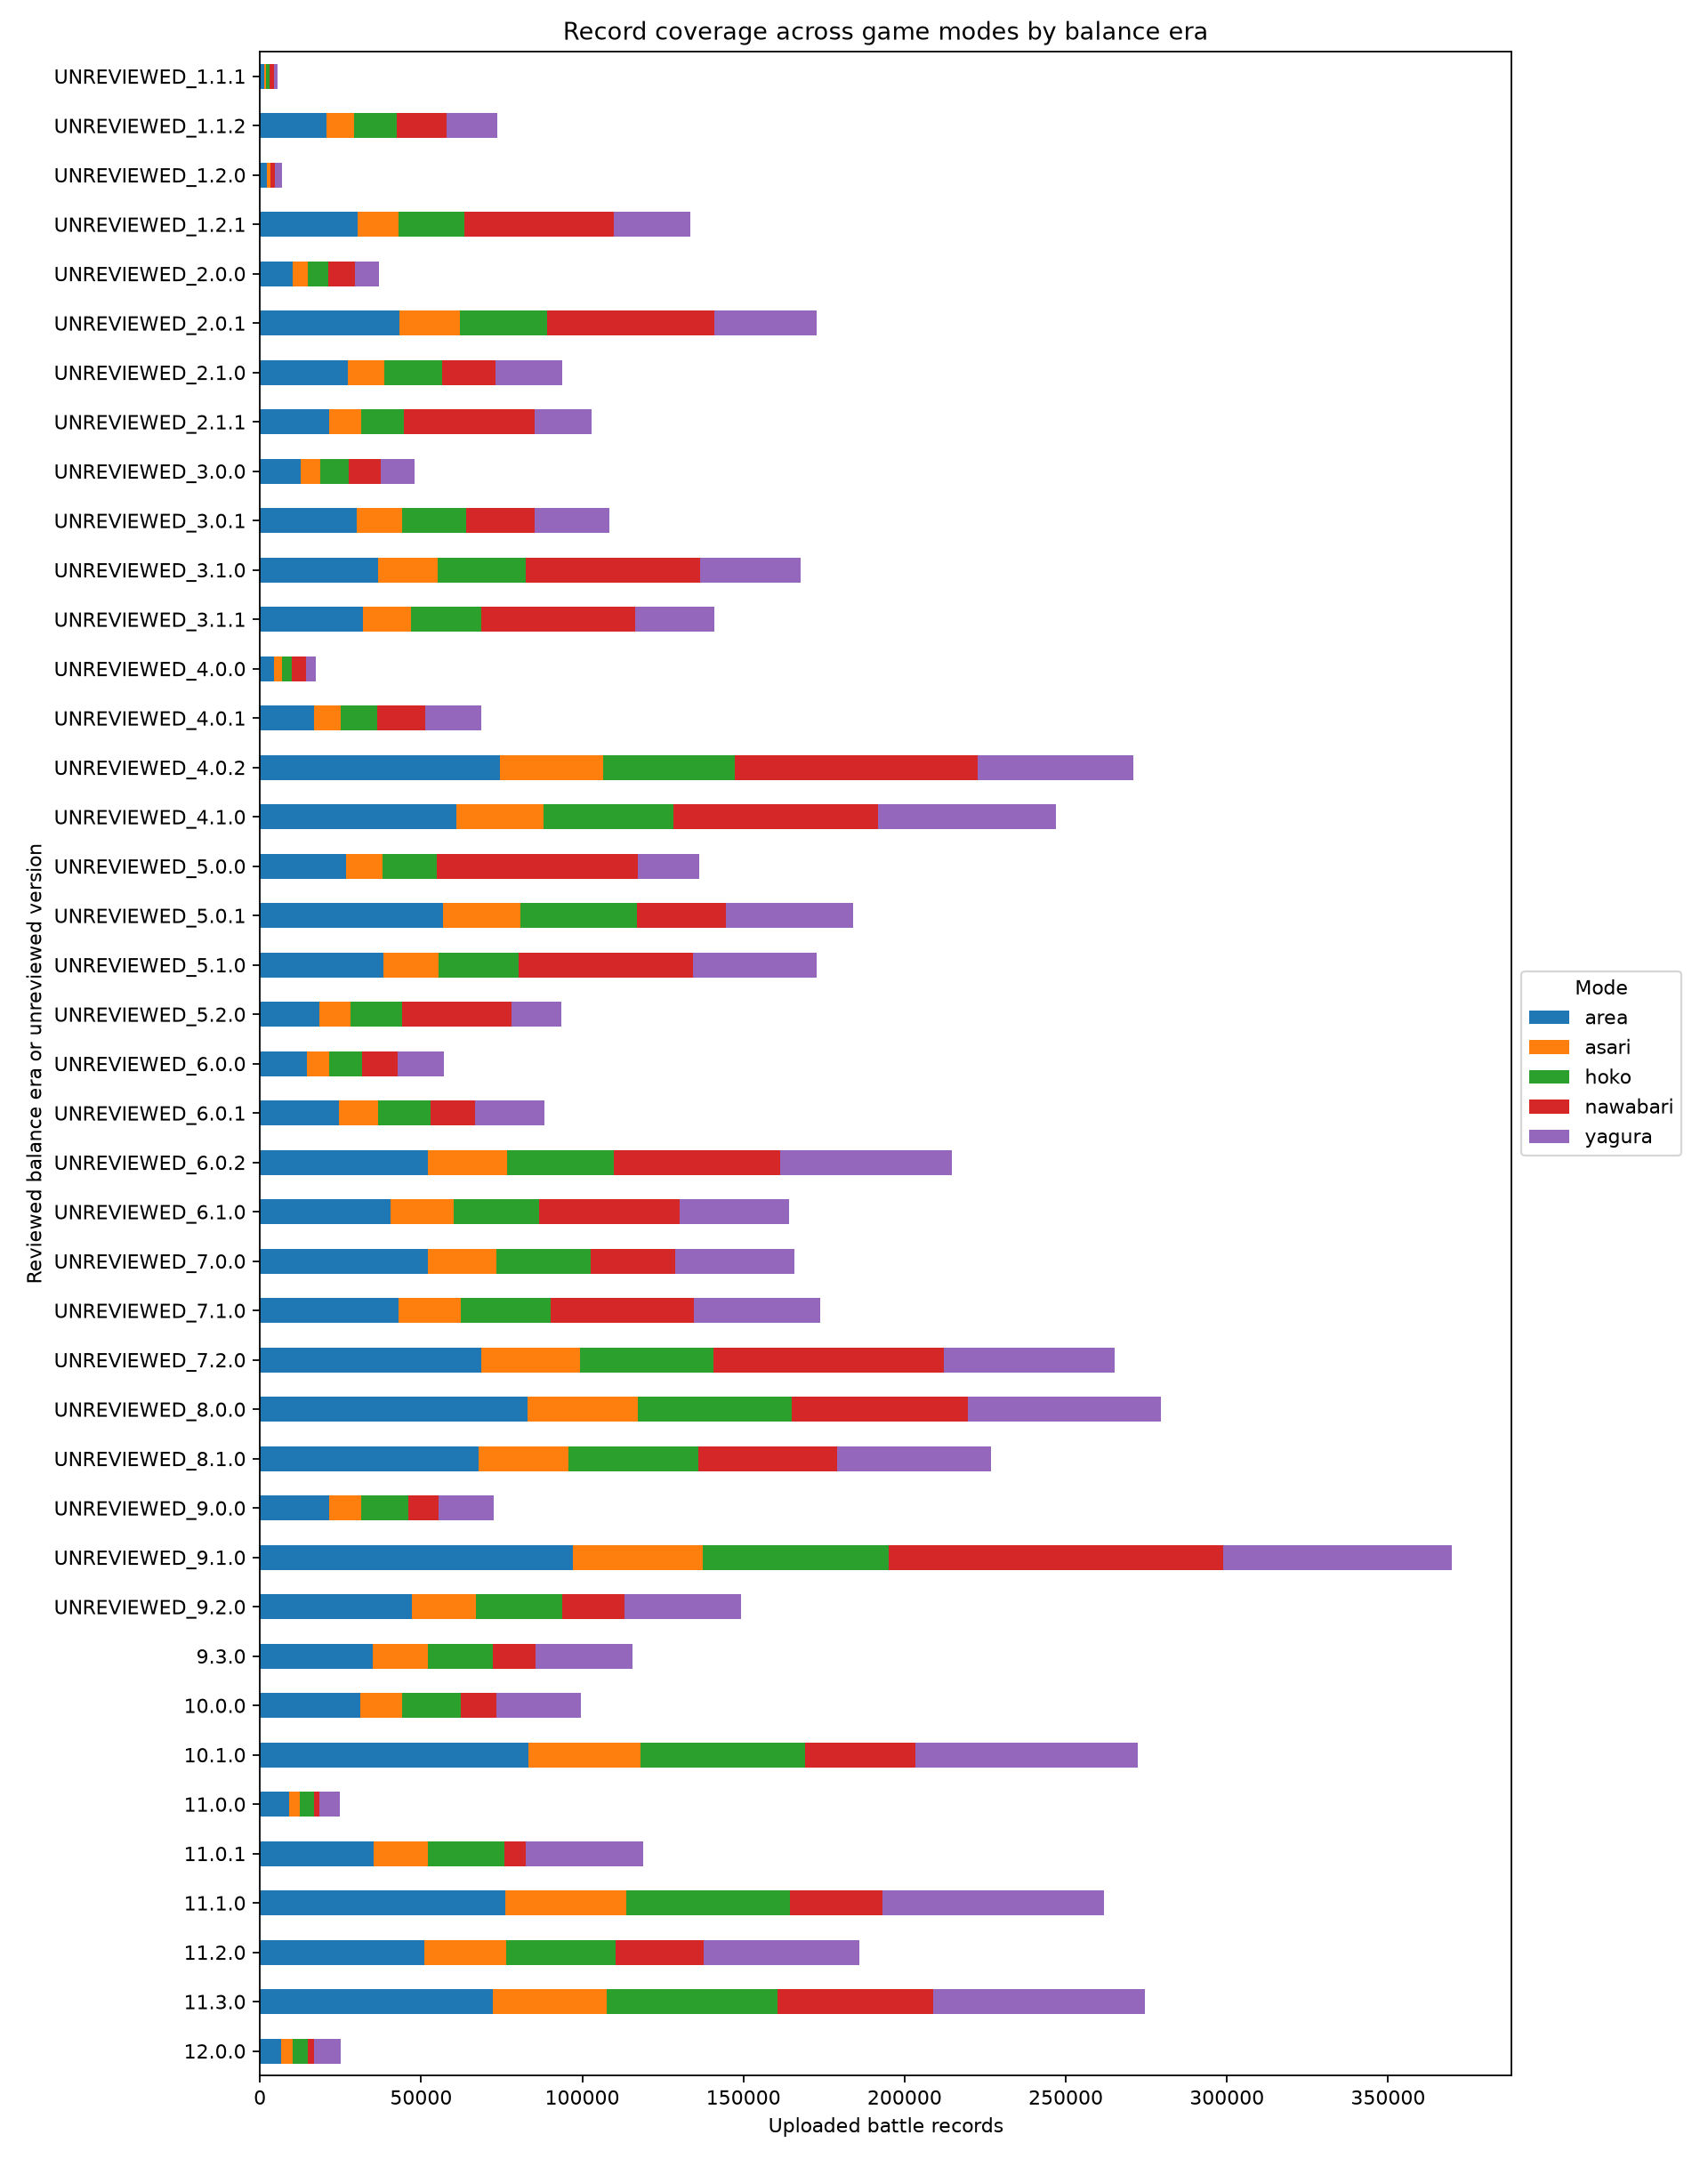 Record coverage across game modes by balance era
Reviewed balance era or unreviewed version
UNREVIEWED_1.1.1
UNREVIEWED_1.1.2
UNREVIEWED_1.2.0
UNREVIEWED_1.2.1
UNREVIEWED_2.0.0
UNREVIEWED_2.0.1
UNREVIEWED_2.1.0
UNREVIEWED_2.1.1
UNREVIEWED_3.0.0
UNREVIEWED_3.0.1
UNREVIEWED_3.1.0
UNREVIEWED_3.1.1
UNREVIEWED_4.0.0
UNREVIEWED_4.0.1
UNREVIEWED_4.0.2
UNREVIEWED_4.1.0
UNREVIEWED_5.0.0
UNREVIEWED_5.0.1
UNREVIEWED_5.1.0
UNREVIEWED_5.2.0
UNREVIEWED_6.0.0
UNREVIEWED_6.0.1
UNREVIEWED_6.0.2
UNREVIEWED_6.1.0
UNREVIEWED_7.0.0
UNREVIEWED_7.1.0
UNREVIEWED_7.2.0
UNREVIEWED_8.0.0
UNREVIEWED_8.1.0
UNREVIEWED_9.0.0
UNREVIEWED_9.1.0
UNREVIEWED_9.2.0
9.3.0
10.0.0
10.1.0
11.0.0
11.0.1
11.1.0
11.2.0
11.3.0
12.0.0
0 50000 100000 150000 200000 250000 300000 350000
Uploaded battle records
Mode
area
asari
hoko
nawabari
yagura